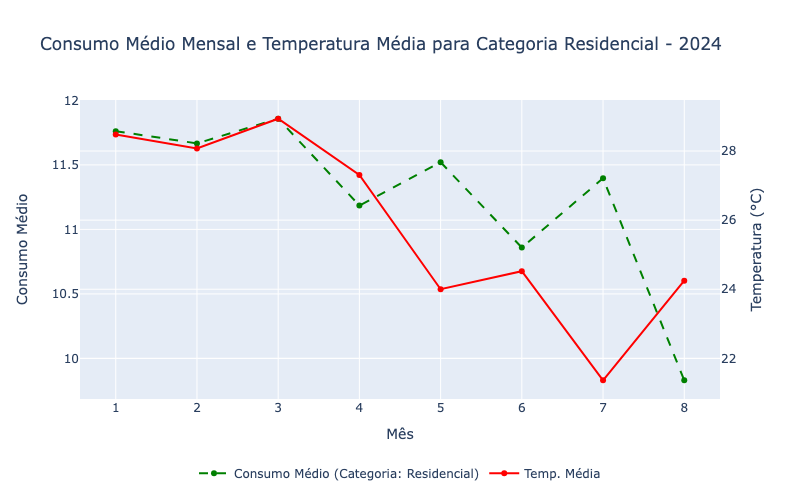 Consumo Médio Mensal e Temperatura Média para Categoria Residencial - 2024
12
11.5
11
10.5
10
Consumo Médio
28
26
24
22
Temperatura (°C)
1 2 3 4 5 6 7 8
Mês
Consumo Médio (Categoria: Residencial) Temp. Média